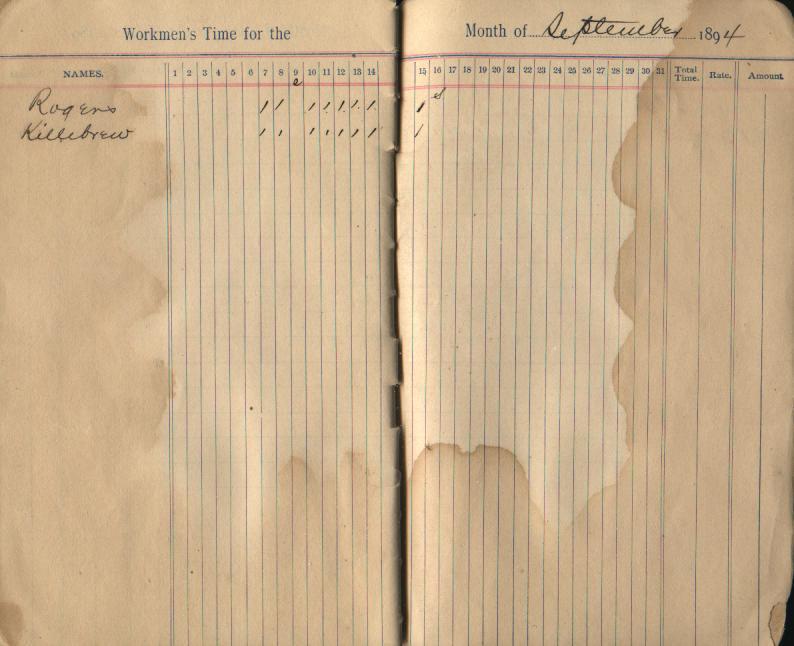 Workmen's Time for the Month of September 1894
NAMES. 1 2 3 4 5 6 7 8 9 10 11 12 13 14 15 16 17 18 19 20 21 22 23 24 25 26 27 28 29 30 31 Total Time. Rate. Amount.
Rogers / / / / / / / /
Killebrew / / / / / / / /